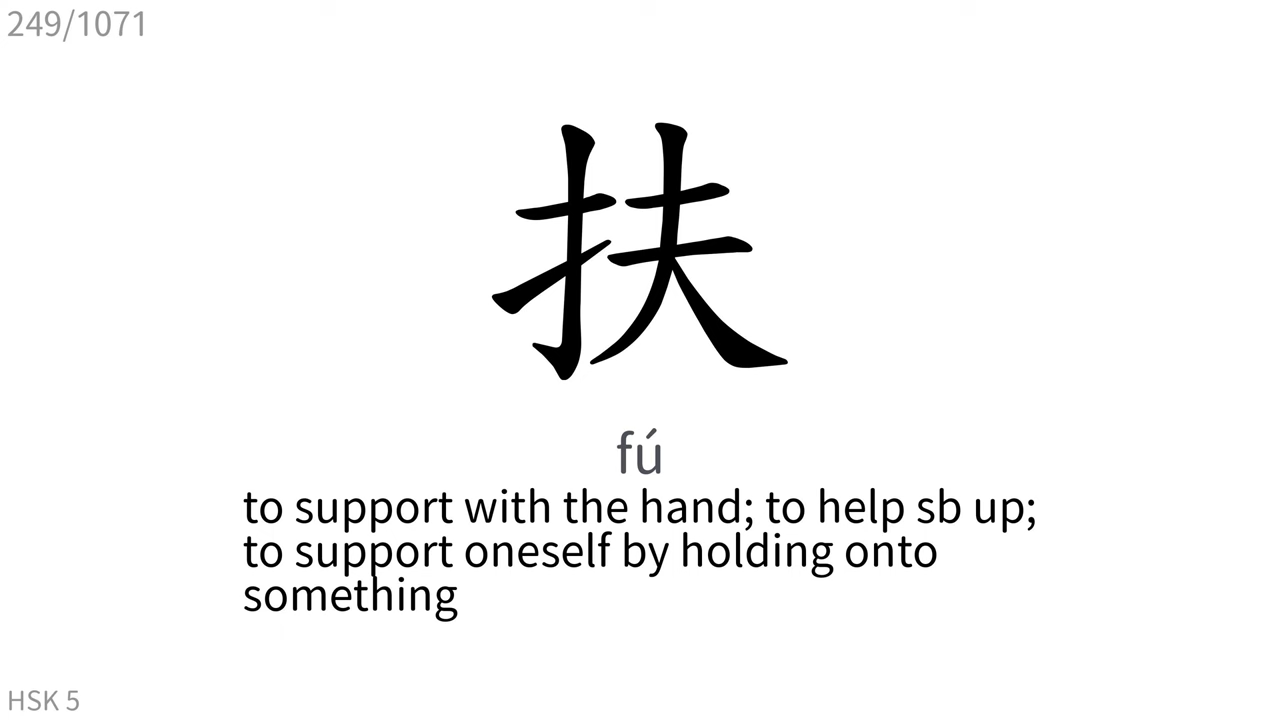 249/1071
扶
fú
to support with the hand; to help sb up;
to support oneself by holding onto
something
HSK 5